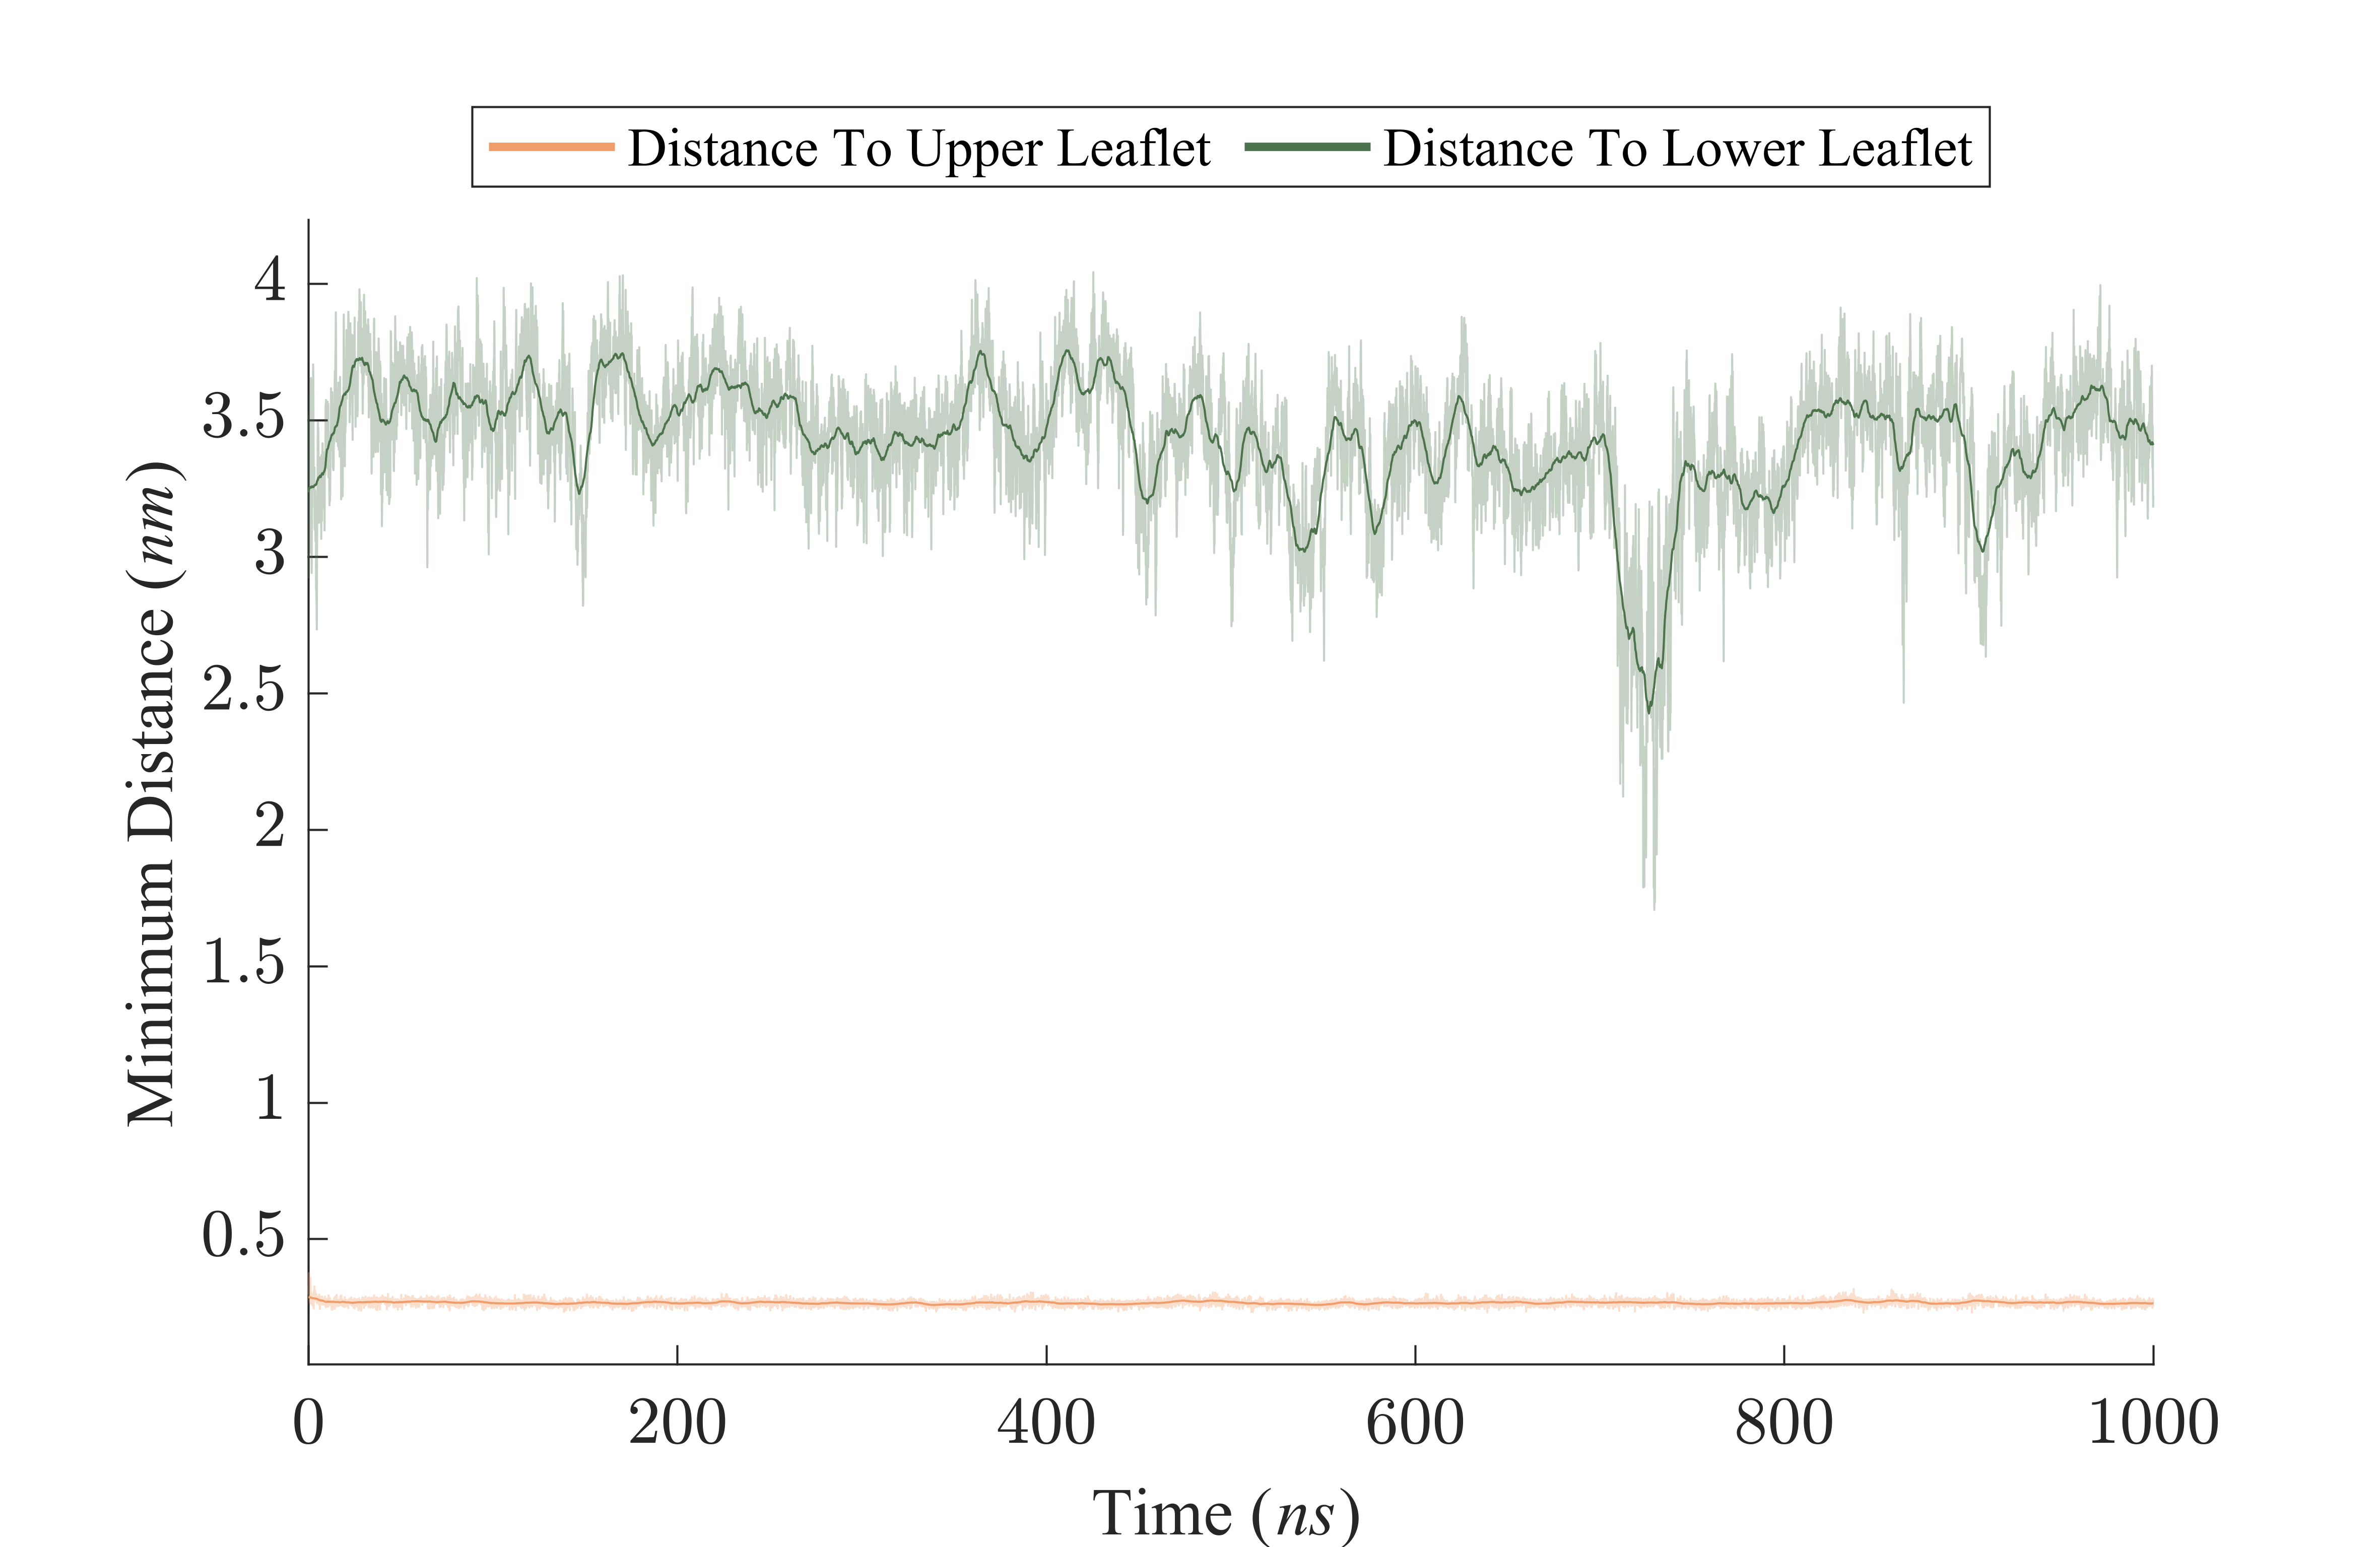 Distance To Upper Leaflet Distance To Lower Leaflet
Minimum Distance (nm)
4
3.5
3
2.5
2
1.5
1
0.5
0 200 400 600 800 1000
Time (ns)